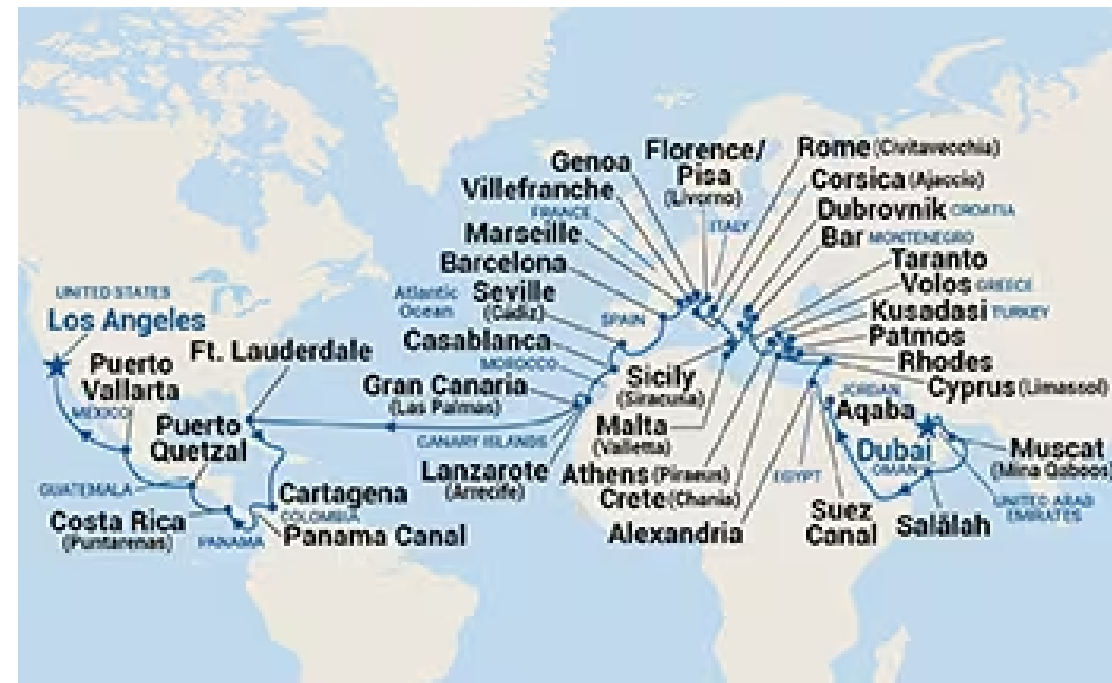 UNITED STATES
Los Angeles
Puerto
Vallarta
MEXICO
Ft. Lauderdale
Puerto
Quetzal
GUATEMALA
Costa Rica
(Puntarenas)
PANAMA
Cartagena
COLOMBIA
Panama Canal
Atlantic
Ocean
Genoa
Villefranche
FRANCE
Marseille
Barcelona
Seville
(Cádiz)
SPAIN
Casablanca
MOROCCO
Gran Canaria
(Las Palmas)
CANARY ISLANDS
Lanzarote
(Arrecife)
Florence/
Pisa
(Livorno)
ITALY
Rome (Civitavecchia)
Corsica (Ajaccio)
Dubrovnik CROATIA
Bar MONTENEGRO
Taranto
Volos GREECE
Kusadasi TURKEY
Patmos
Rhodes
Cyprus (Limassol)
Sicily
(Siracusa)
Malta
(Valletta)
Athens (Piraeus)
Crete (Chania)
Alexandria
EGYPT
JORDAN
Aqaba
Dubai
OMAN
Suez
Canal
Salālah
Muscat
(Mina Qaboos)
UNITED ARAB
EMIRATES